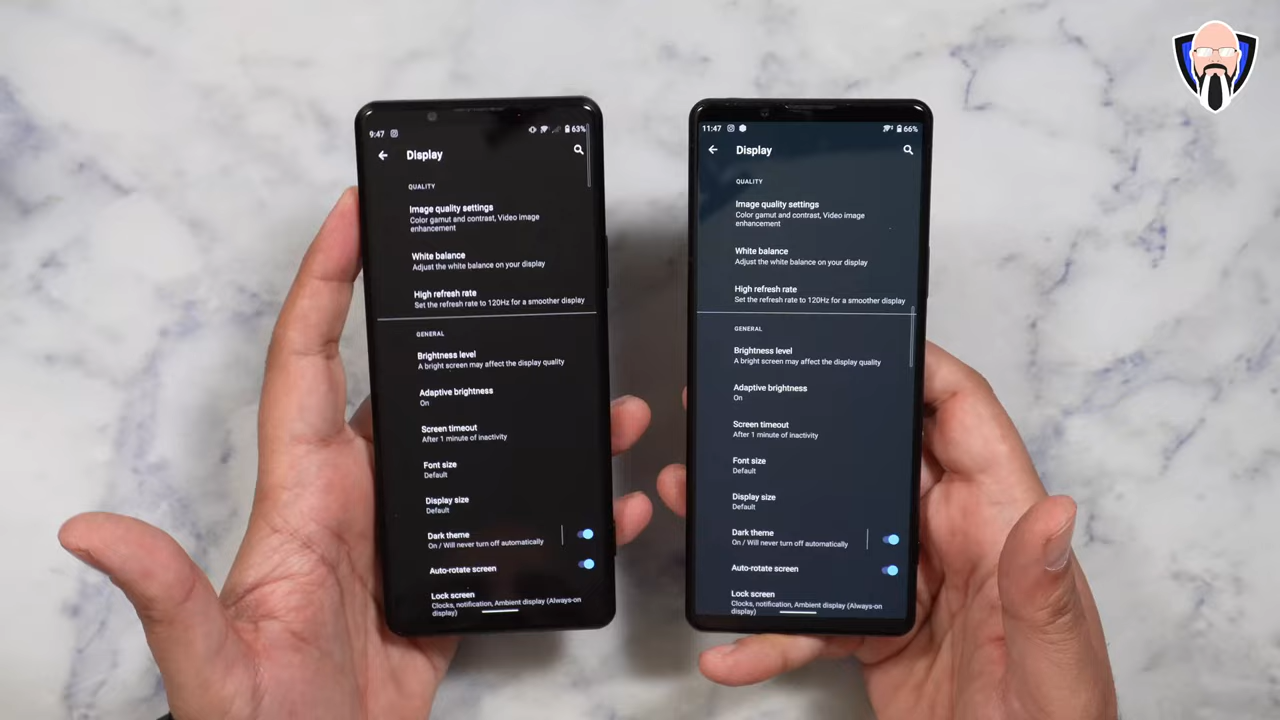 9:47
63%
Display
QUALITY
Image quality settings
Color gamut and contrast, Video image
enhancement
White balance
Adjust the white balance on your display
High refresh rate
Set the refresh rate to 120Hz for a smoother display
GENERAL
Brightness level
A bright screen may affect the display quality
Adaptive brightness
On
Screen timeout
After 1 minute of inactivity
Font size
Default
Display size
Default
Dark theme
On / Will never turn off automatically
Auto-rotate screen
Lock screen
Clocks, notification, Ambient display (Always-on
display)
11:47
66%
Display
QUALITY
Image quality settings
Color gamut and contrast, Video image
enhancement
White balance
Adjust the white balance on your display
High refresh rate
Set the refresh rate to 120Hz for a smoother display
GENERAL
Brightness level
A bright screen may affect the display quality
Adaptive brightness
On
Screen timeout
After 1 minute of inactivity
Font size
Default
Display size
Default
Dark theme
On / Will never turn off automatically
Auto-rotate screen
Lock screen
Clocks, notification, Ambient display (Always-on
display)